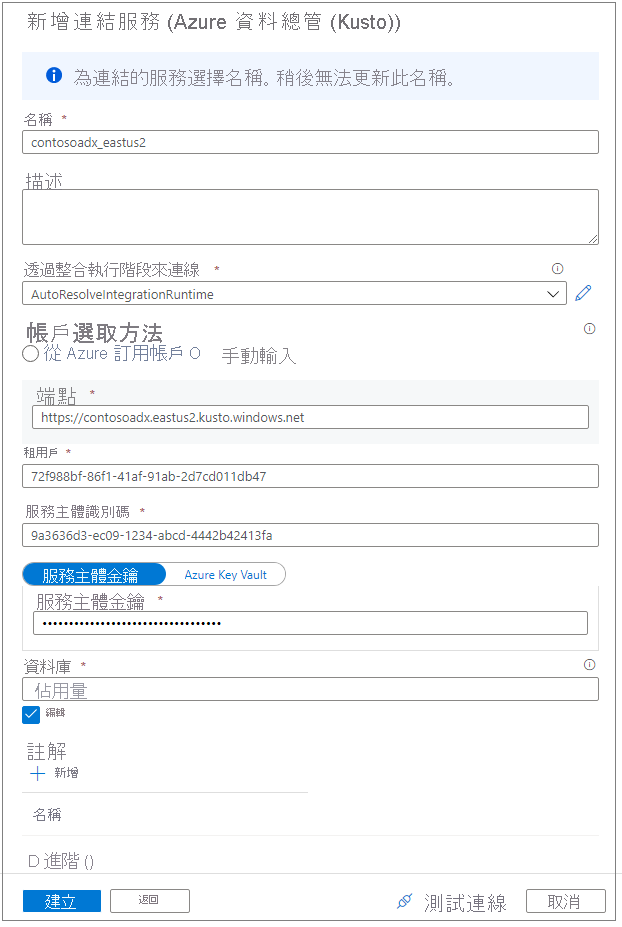 新增連結服務 (Azure 資料總管 (Kusto))
為連結的服務選擇名稱。稍後無法更新此名稱。
名稱 *
contosoadx_eastus2
描述
透過整合執行階段來連線 *
AutoResolveIntegrationRuntime
帳戶選取方法
從 Azure 訂用帳戶 O 手動輸入
端點 *
https://contosoadx.eastus2.kusto.windows.net
租用戶 *
72f988bf-86f1-41af-91ab-2d7cd011db47
服務主體識別碼 *
9a3636d3-ec09-1234-abcd-4442b42413fa
服務主體金鑰 Azure Key Vault
服務主體金鑰 *
資料庫 *
佔用量
編輯
註解
新增
名稱
D 進階 ()
建立 返回 測試連線 取消